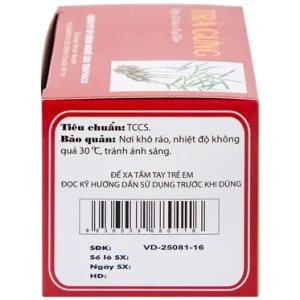 TRÀ GỪNG
Tiêu chuẩn: TCCS.
Bảo quản: Nơi khô ráo, nhiệt độ không
quá 30°C, tránh ánh sáng.
ĐỂ XA TẦM TAY TRẺ EM
ĐỌC KỸ HƯỚNG DẪN SỬ DỤNG TRƯỚC KHI DÙNG
SĐK: VD-25081-16
Số lô SX:
Ngày SX:
HD: